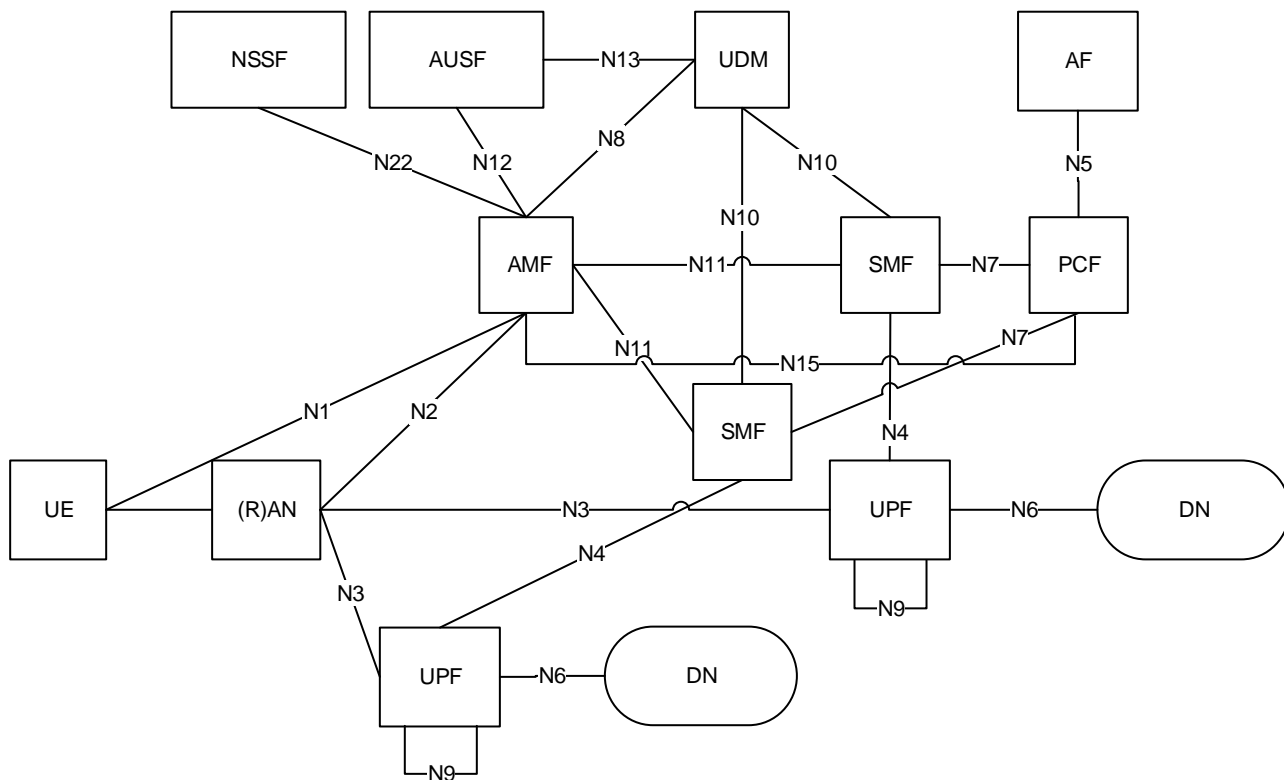 NSSF
AUSF
N13
UDM
AF
N22
N12
N8
N10
N5
N10
AMF
N11
SMF
N7
PCF
N11
N7
N15
N1
N2
SMF
N4
UE
(R)AN
N3
UPF
N6
DN
N4
N3
N9
UPF
N6
DN
N9